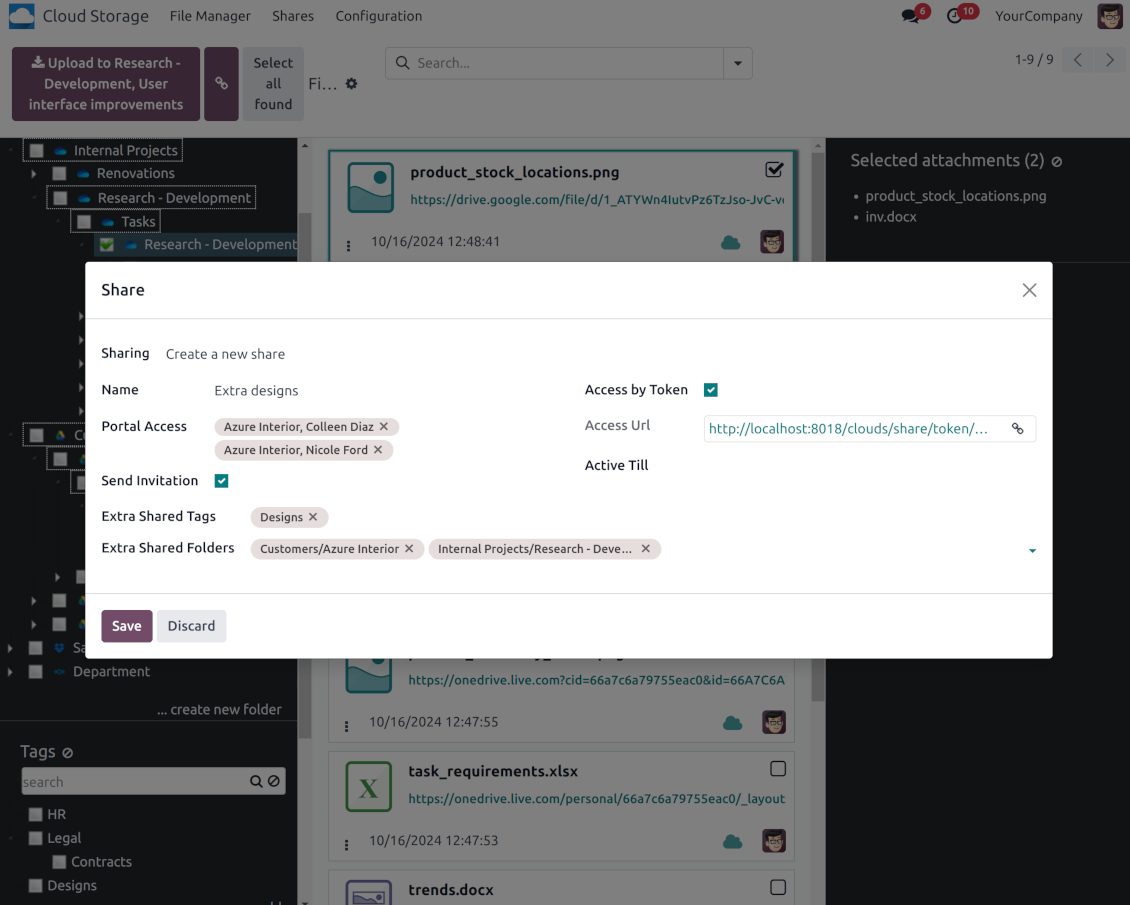 Cloud Storage File Manager Shares Configuration 6 10 YourCompany
Upload to Research -
Development, User
interface improvements
Select
all
found
Fi...
Search...
1-9 / 9
Internal Projects
Renovations
Research - Development
Tasks
Research - Development
product_stock_locations.png
https://drive.google.com/file/d/1_ATYWn4IutvPz6TzJso-JvC-v
10/16/2024 12:48:41
Selected attachments (2)
• product_stock_locations.png
• inv.docx
Share
Sharing Create a new share
Name Extra designs
Portal Access Azure Interior, Colleen Diaz ✕
Azure Interior, Nicole Ford ✕
Send Invitation
Access by Token
Access Url http://localhost:8018/clouds/share/token/...
Active Till
Extra Shared Tags Designs ✕
Extra Shared Folders Customers/Azure Interior ✕ Internal Projects/Research - Deve... ✕
Save Discard
Department
... create new folder
Tags
search
HR
Legal
Contracts
Designs
https://onedrive.live.com?cid=66a7c6a79755eac0&id=66A7C6A
10/16/2024 12:47:55
task_requirements.xlsx
https://onedrive.live.com/personal/66a7c6a79755eac0/_layout
10/16/2024 12:47:53
trends.docx